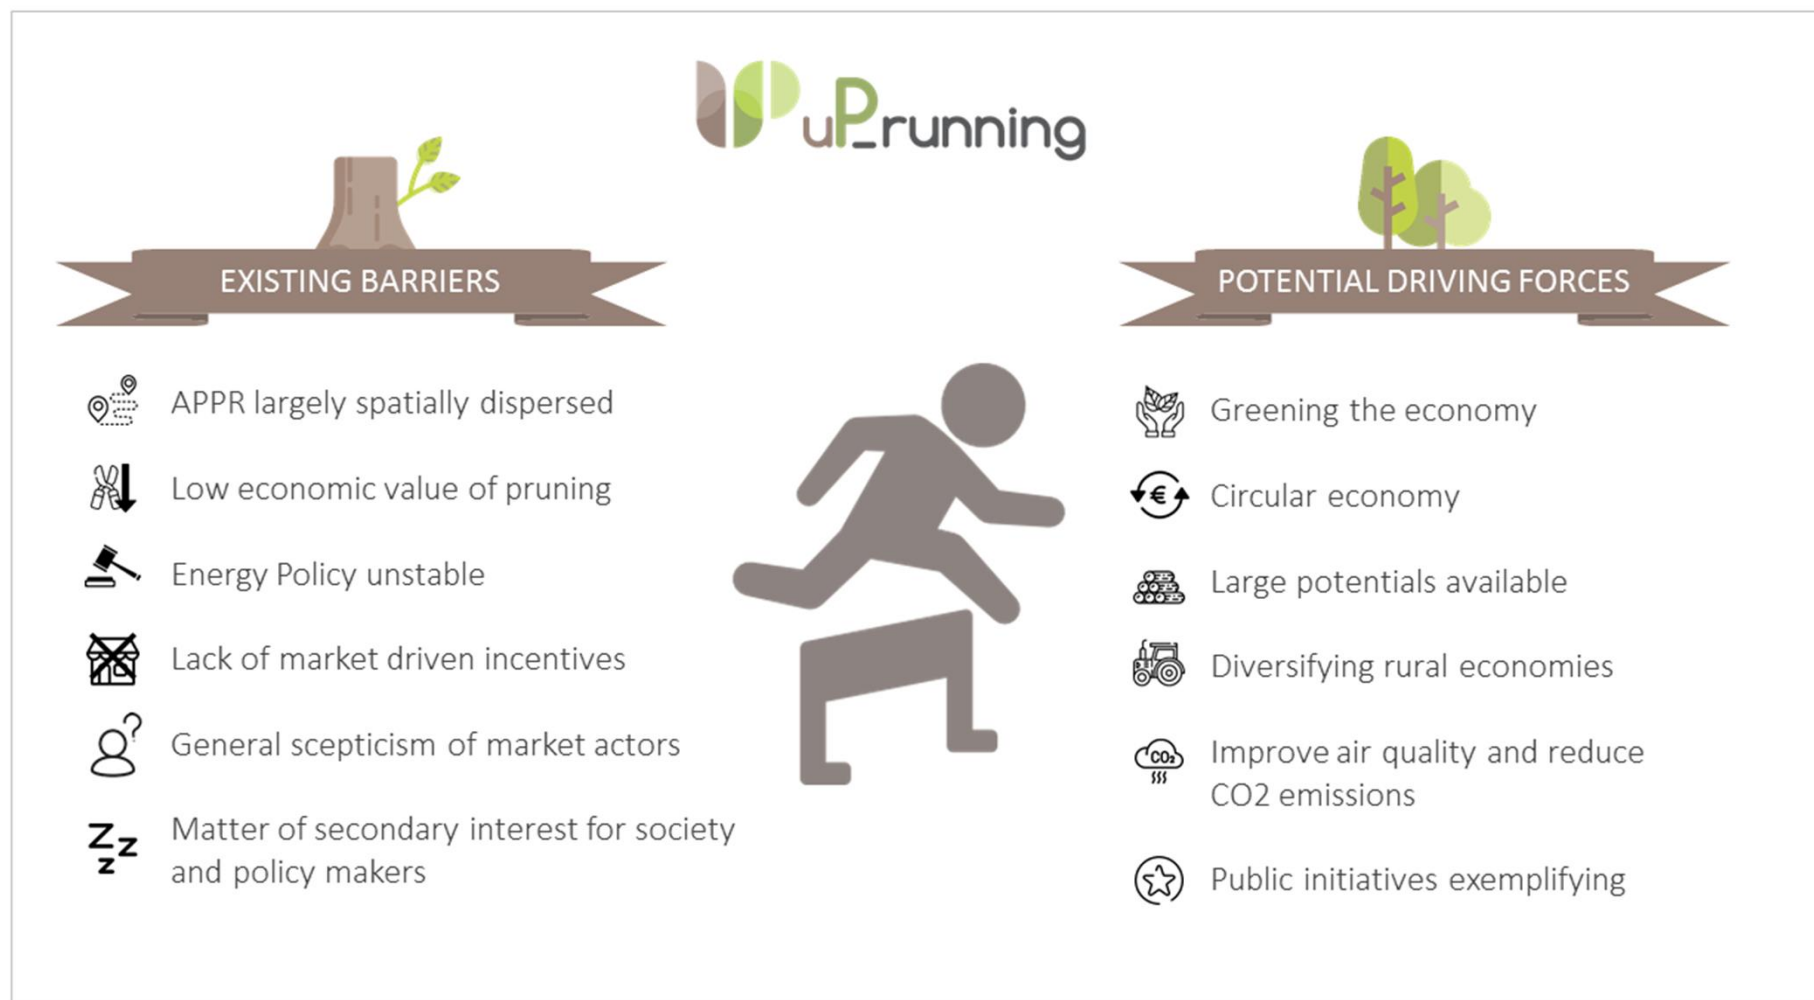 uP_running
EXISTING BARRIERS
APPR largely spatially dispersed
Low economic value of pruning
Energy Policy unstable
Lack of market driven incentives
General scepticism of market actors
Zzz
Matter of secondary interest for society
and policy makers
POTENTIAL DRIVING FORCES
Greening the economy
€
Circular economy
Large potentials available
Diversifying rural economies
CO₂
Improve air quality and reduce
CO2 emissions
Public initiatives exemplifying